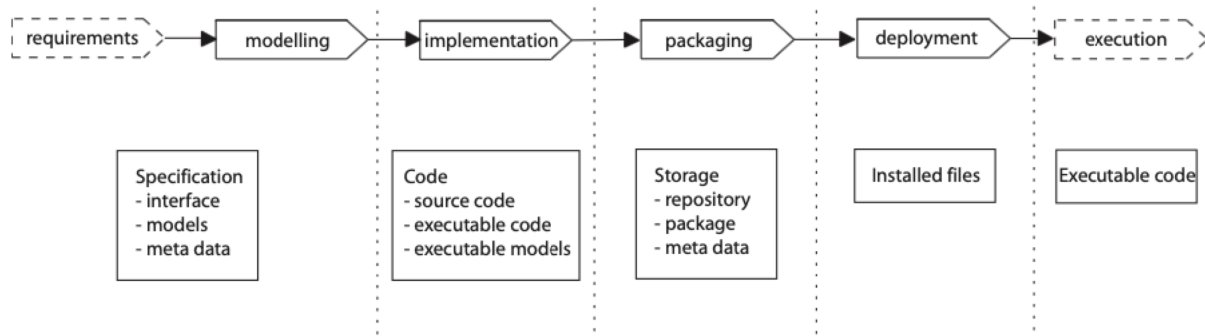 requirements
modelling
implementation
packaging
deployment
execution
Specification
- interface
- models
- meta data
Code
- source code
- executable code
- executable models
Storage
- repository
- package
- meta data
Installed files
Executable code